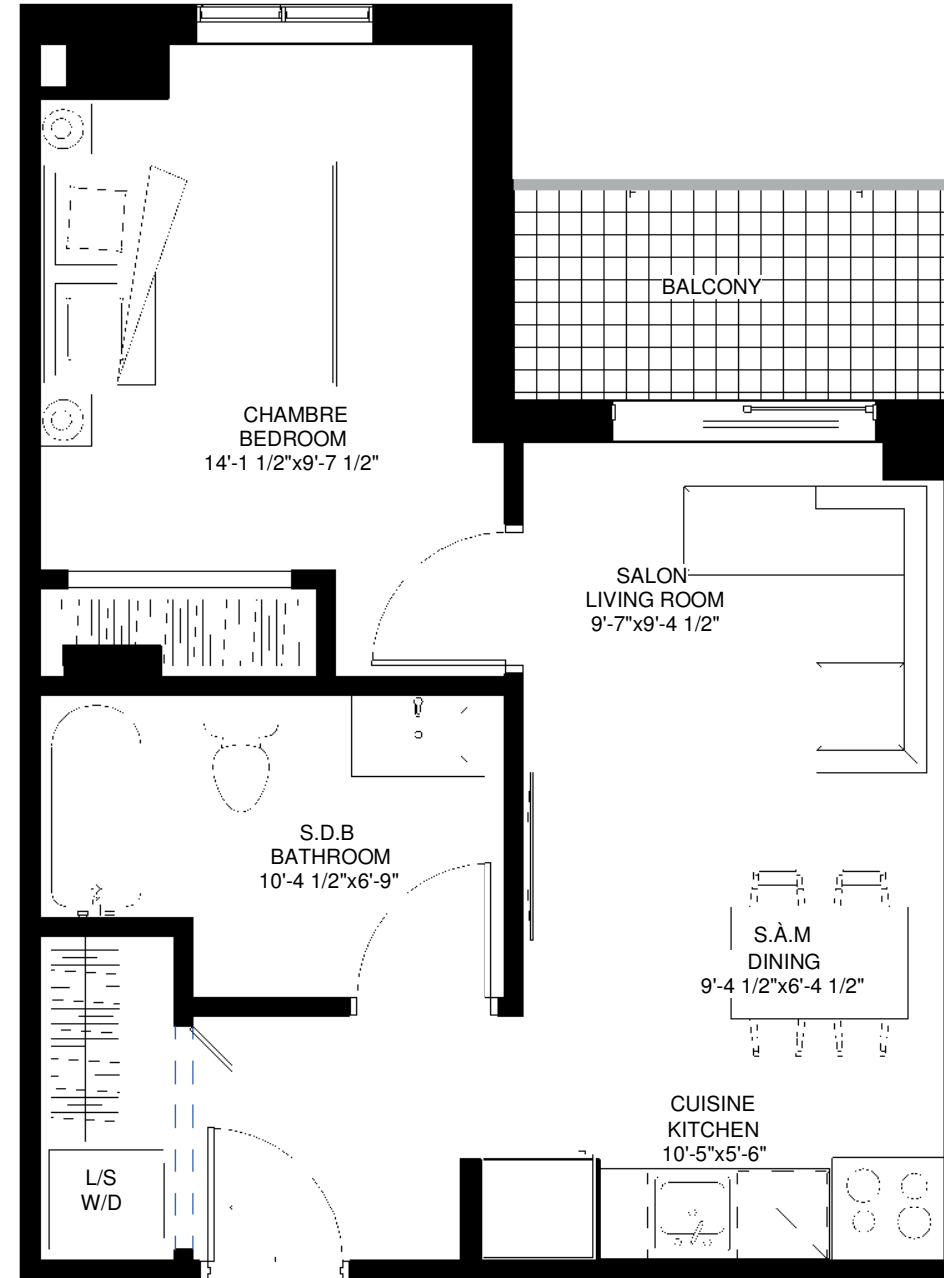 BALCONY
CHAMBRE
BEDROOM
14'-1 1/2"x9'-7 1/2"
SALON
LIVING ROOM
9'-7"x9'-4 1/2"
S.D.B
BATHROOM
10'-4 1/2"x6'-9"
S.À.M
DINING
9'-4 1/2"x6'-4 1/2"
CUISINE
KITCHEN
10'-5"x5'-6"
L/S
W/D